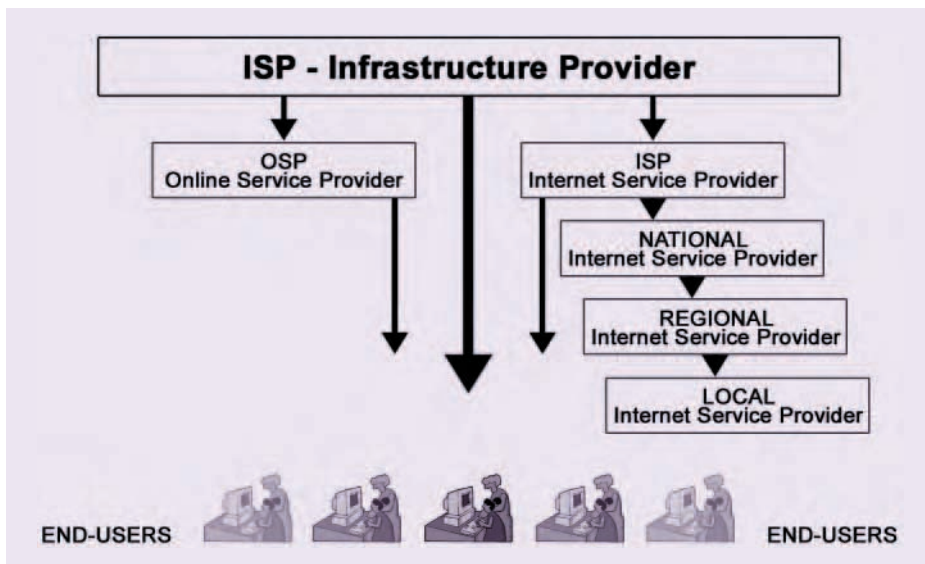 ISP - Infrastructure Provider
OSP
Online Service Provider
ISP
Internet Service Provider
NATIONAL
Internet Service Provider
REGIONAL
Internet Service Provider
LOCAL
Internet Service Provider
END-USERS
END-USERS